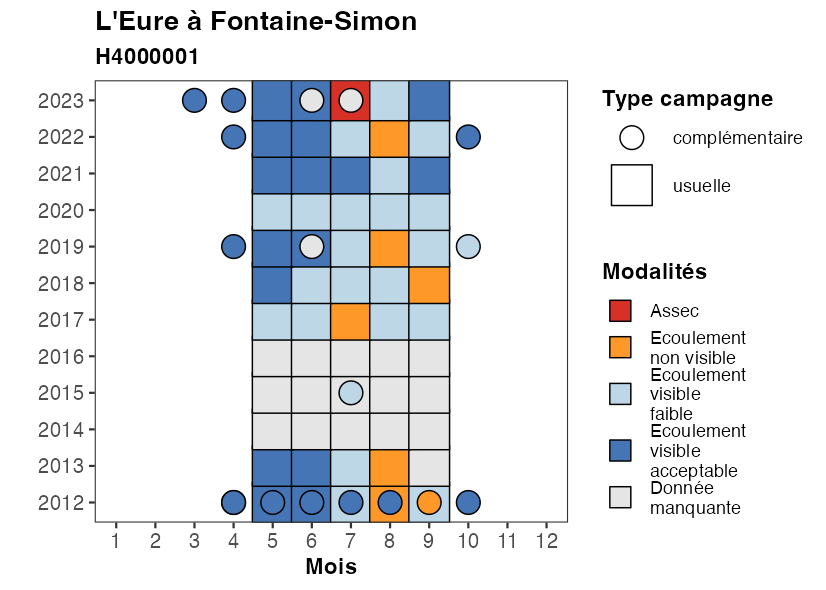 L'Eure à Fontaine-Simon
H4000001
2023
2022
2021
2020
2019
2018
2017
2016
2015
2014
2013
2012
1 2 3 4 5 6 7 8 9 10 11 12
Mois
Type campagne
complémentaire
usuelle
Modalités
Assec
Ecoulement
non visible
Ecoulement
visible
faible
Ecoulement
visible
acceptable
Donnée
manquante